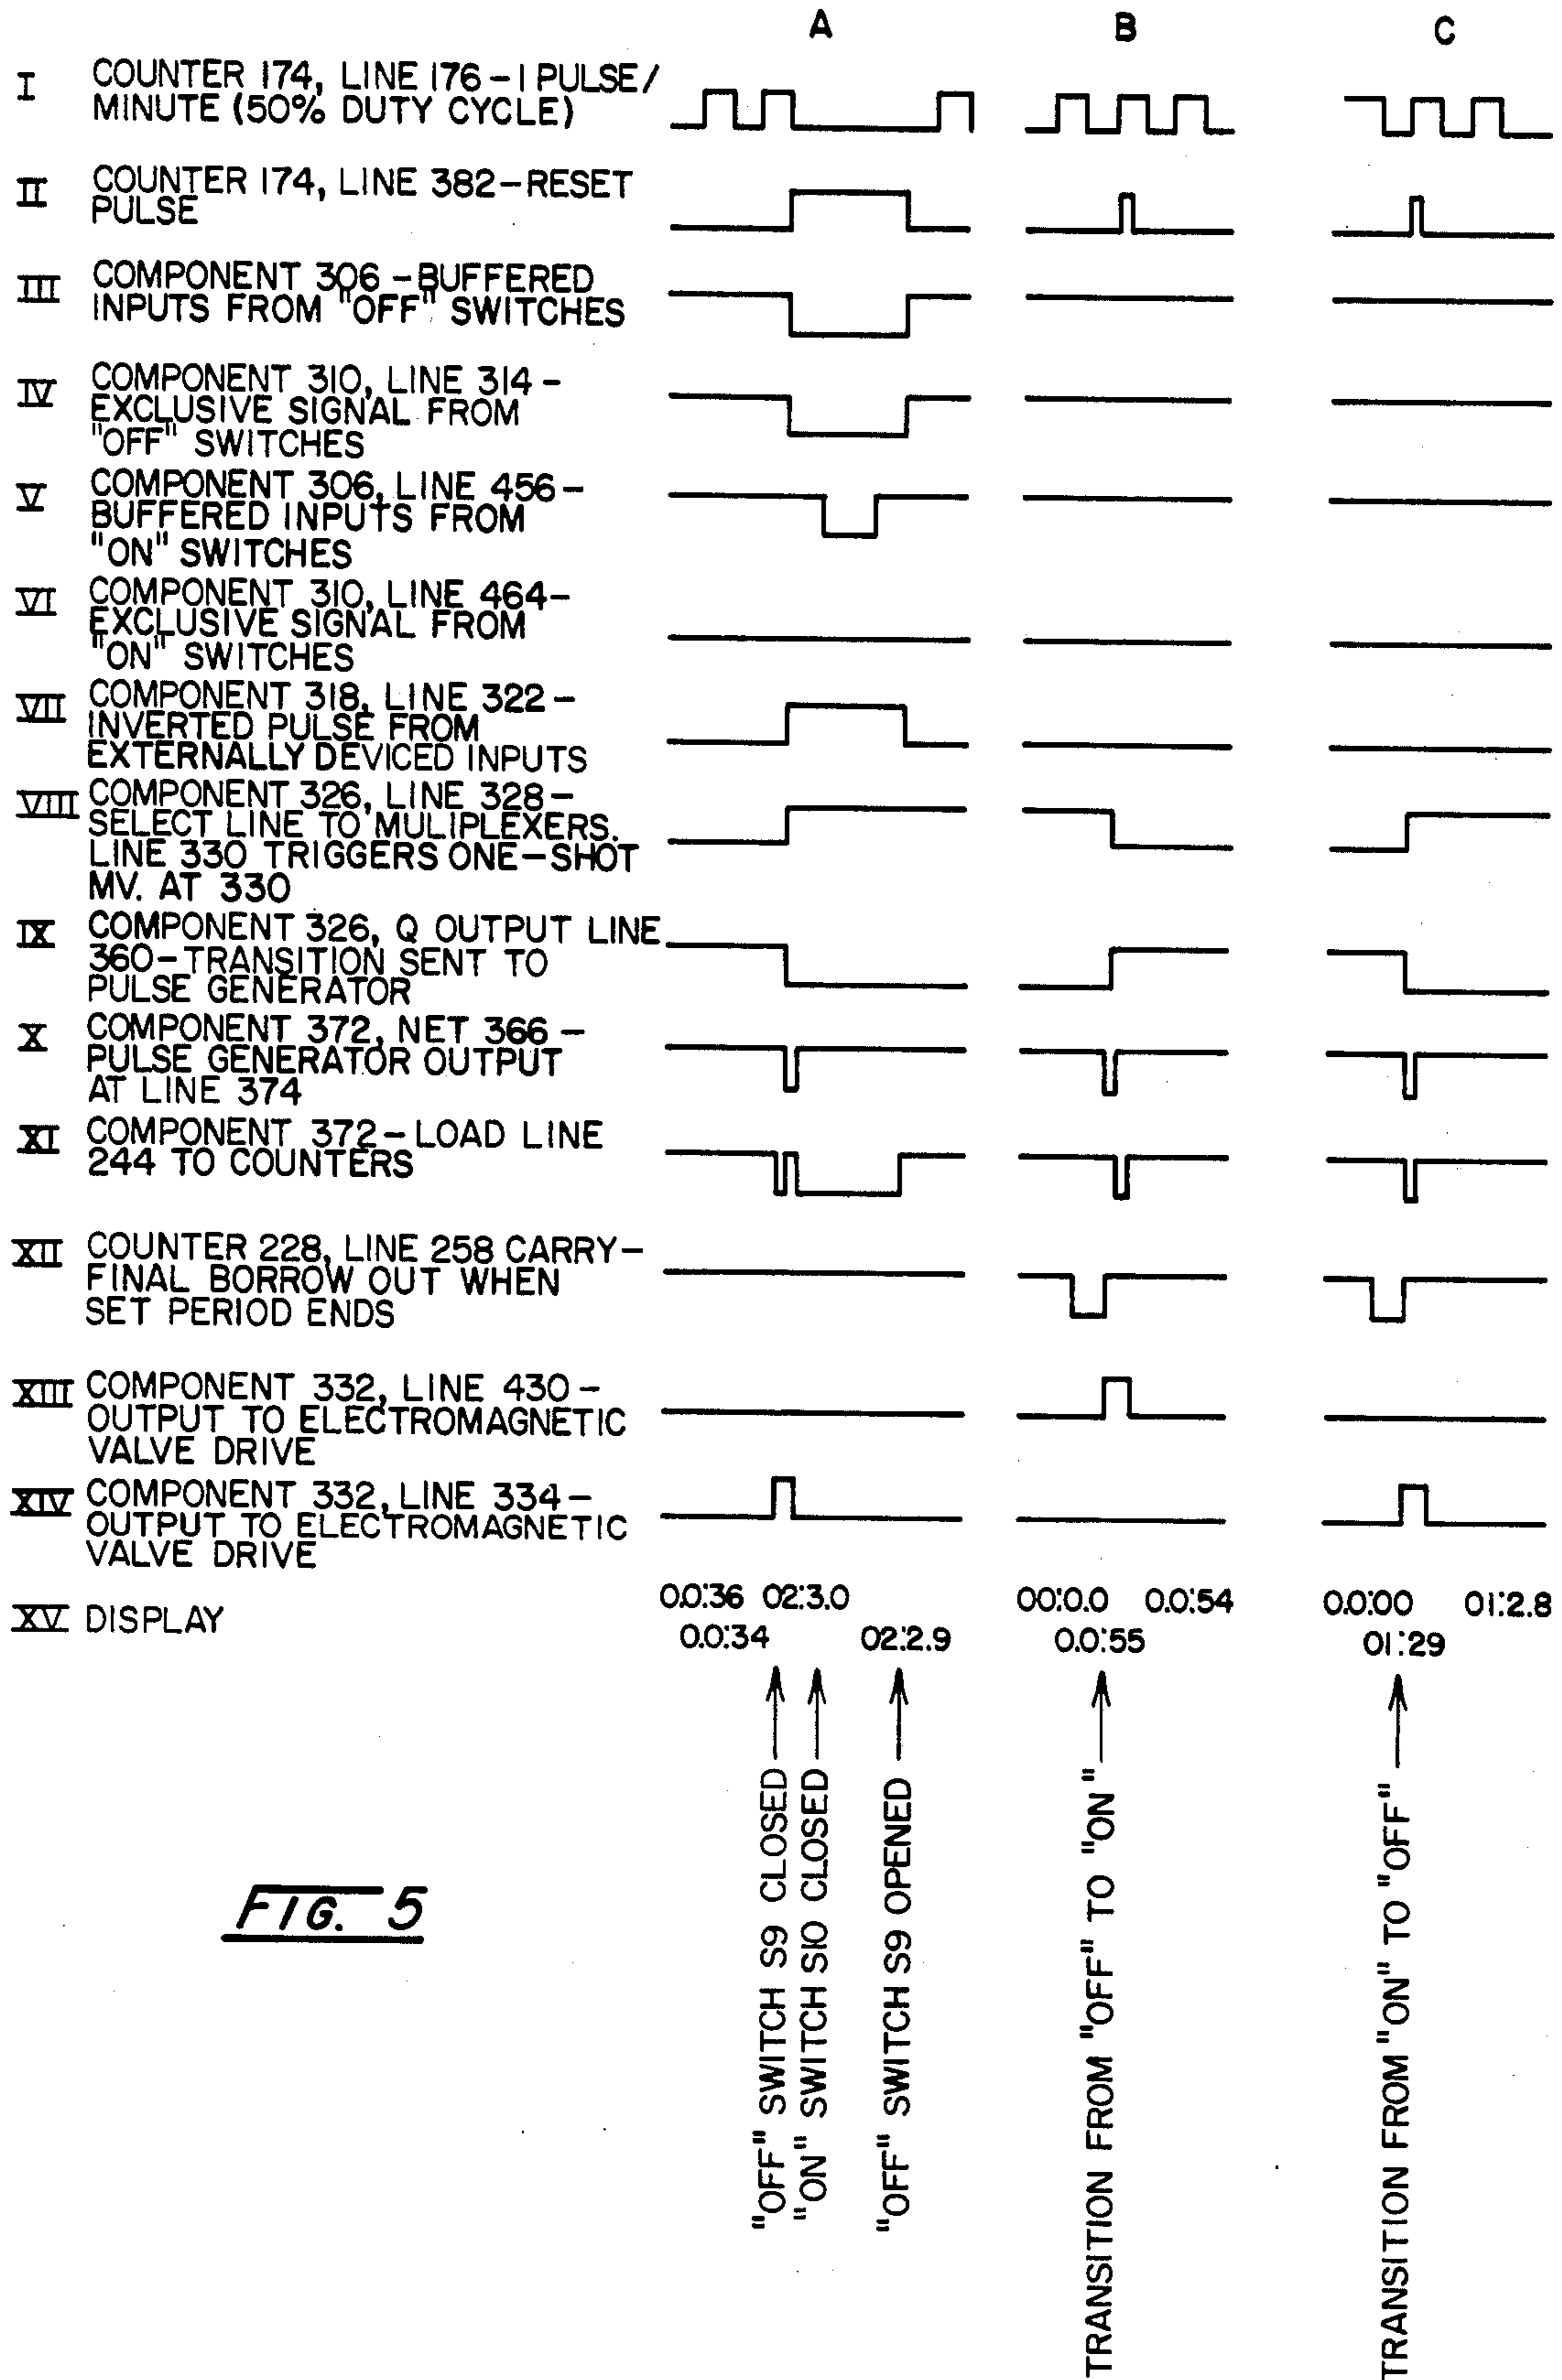 A B C
I COUNTER 174, LINE 176-1 PULSE/
MINUTE (50% DUTY CYCLE)
II COUNTER 174, LINE 382-RESET
PULSE
III COMPONENT 306 - BUFFERED
INPUTS FROM "OFF" SWITCHES
IV COMPONENT 310, LINE 314-
EXCLUSIVE SIGNAL FROM
"OFF" SWITCHES
V COMPONENT 306, LINE 456-
BUFFERED INPUTS FROM
"ON" SWITCHES
VI COMPONENT 310, LINE 464-
EXCLUSIVE SIGNAL FROM
"ON" SWITCHES
VII COMPONENT 318, LINE 322-
INVERTED PULSE FROM
EXTERNALLY DEVICED INPUTS
VIII COMPONENT 326, LINE 328-
SELECT LINE TO MULIPLEXERS.
LINE 330 TRIGGERS ONE-SHOT
MV. AT 330
IX COMPONENT 326, Q OUTPUT LINE
360-TRANSITION SENT TO
PULSE GENERATOR
X COMPONENT 372, NET 366-
PULSE GENERATOR OUTPUT
AT LINE 374
XI COMPONENT 372-LOAD LINE
244 TO COUNTERS
XII COUNTER 228, LINE 258 CARRY-
FINAL BORROW OUT WHEN
SET PERIOD ENDS
XIII COMPONENT 332, LINE 430-
OUTPUT TO ELECTROMAGNETIC
VALVE DRIVE
XIV COMPONENT 332, LINE 334-
OUTPUT TO ELECTROMAGNETIC
VALVE DRIVE
XV DISPLAY
0.0:36 02:3.0 00:0.0 0.0:54 0.0:00 01:2.8
0.0:34 02:2.9 0.0:55 01:29
"OFF" SWITCH S9 CLOSED
"ON" SWITCH S10 CLOSED
"OFF" SWITCH S9 OPENED
TRANSITION FROM "OFF" TO "ON"
TRANSITION FROM "ON" TO "OFF"
FIG. 5